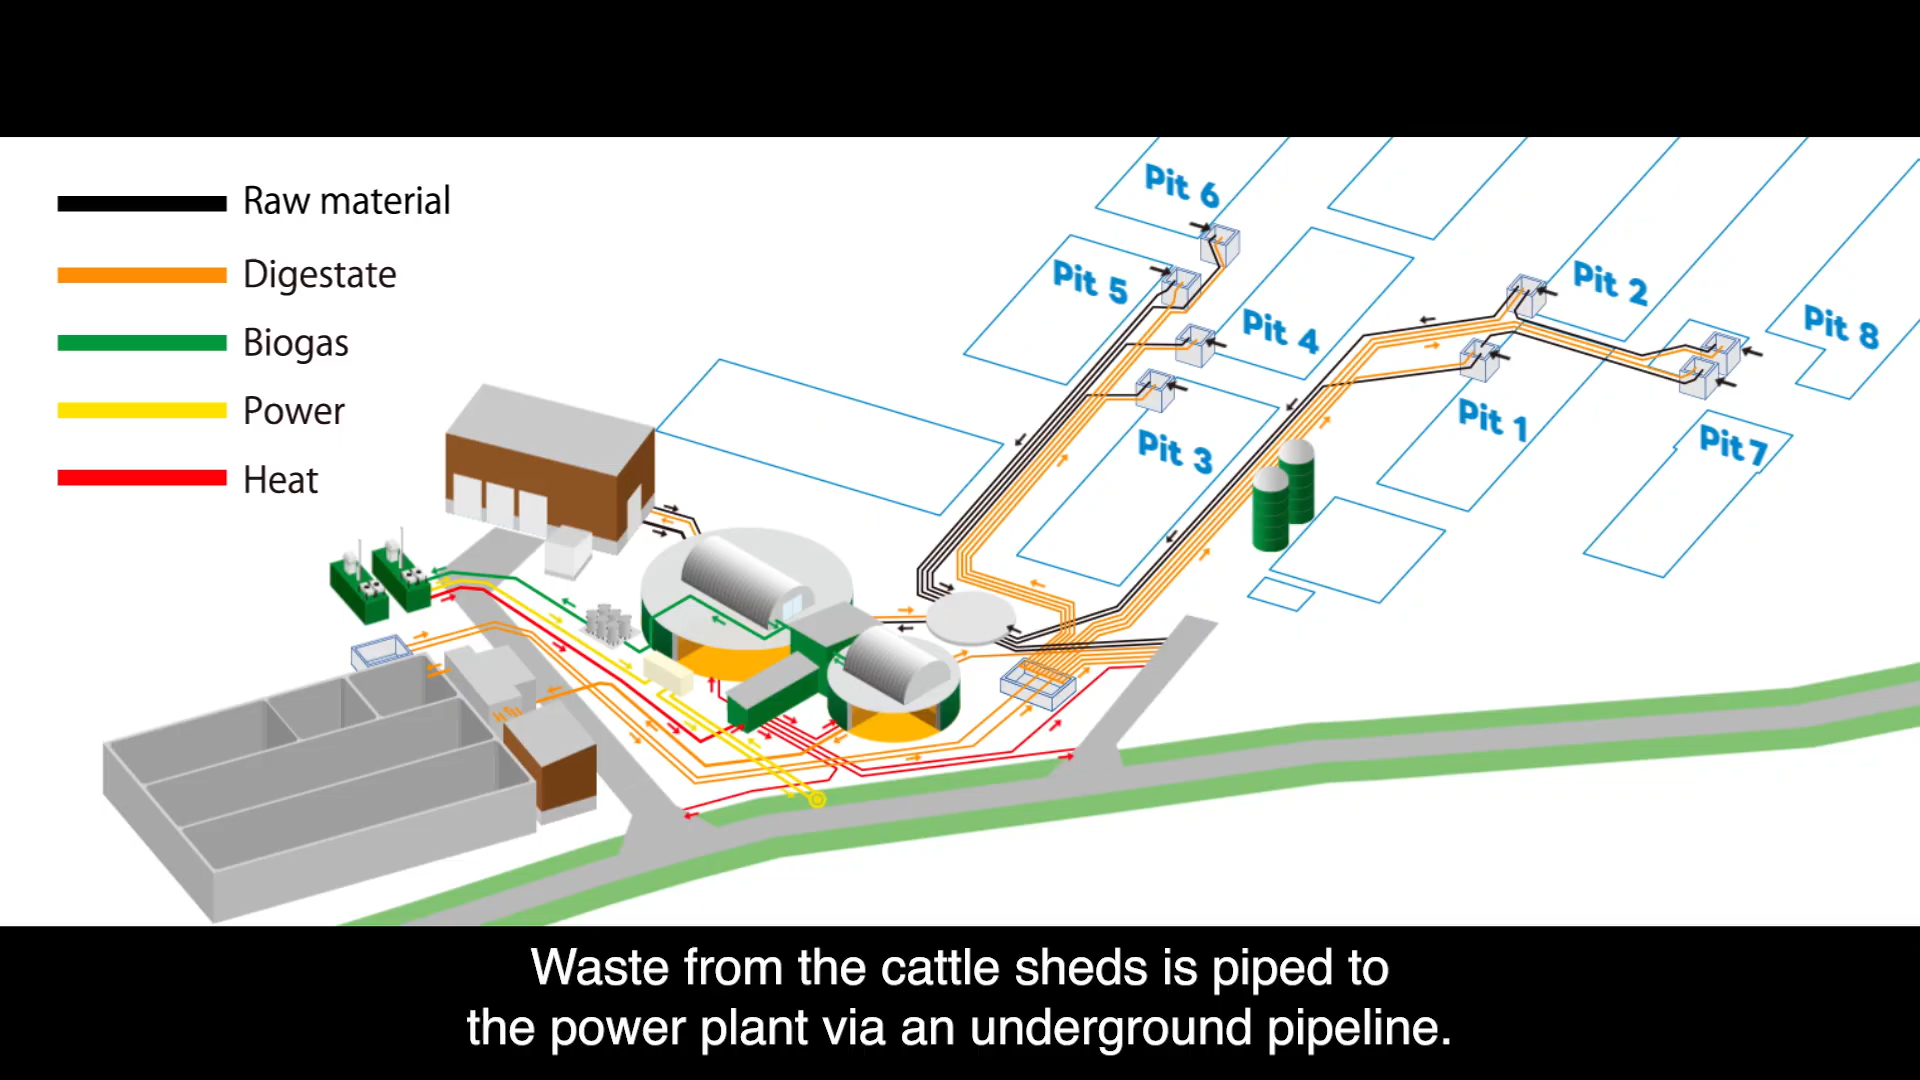 Raw material
Digestate
Biogas
Power
Heat
Pit 6
Pit 5
Pit 4
Pit 3
Pit 2
Pit 8
Pit 1
Pit 7
Waste from the cattle sheds is piped to
the power plant via an underground pipeline.